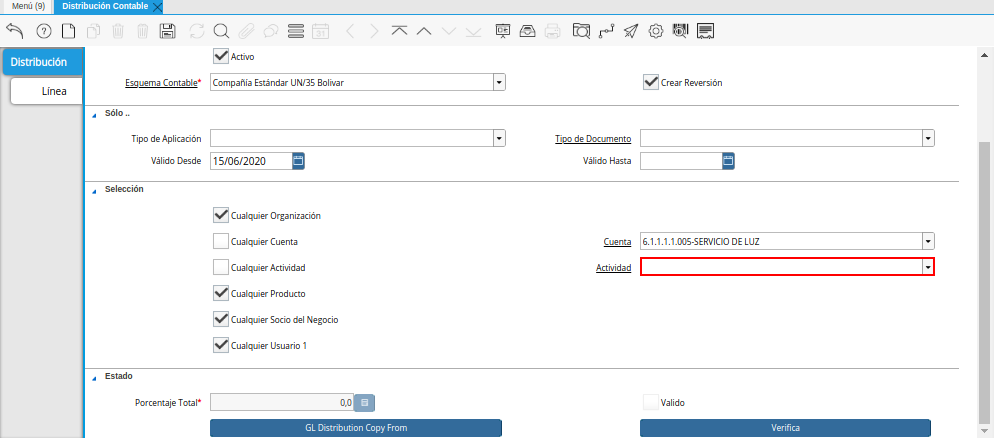 Menú (9) Distribución Contable
Distribución
Línea
Activo
Esquema Contable* Compañía Estándar UN/35 Bolivar Crear Reversión
Sólo ..
Tipo de Aplicación Tipo de Documento
Válido Desde 15/06/2020 Válido Hasta
Selección
Cualquier Organización
Cualquier Cuenta Cuenta 6.1.1.1.1.005-SERVICIO DE LUZ
Cualquier Actividad Actividad
Cualquier Producto
Cualquier Socio del Negocio
Cualquier Usuario 1
Estado
Porcentaje Total* 0,0 Valido
GL Distribution Copy From Verifica